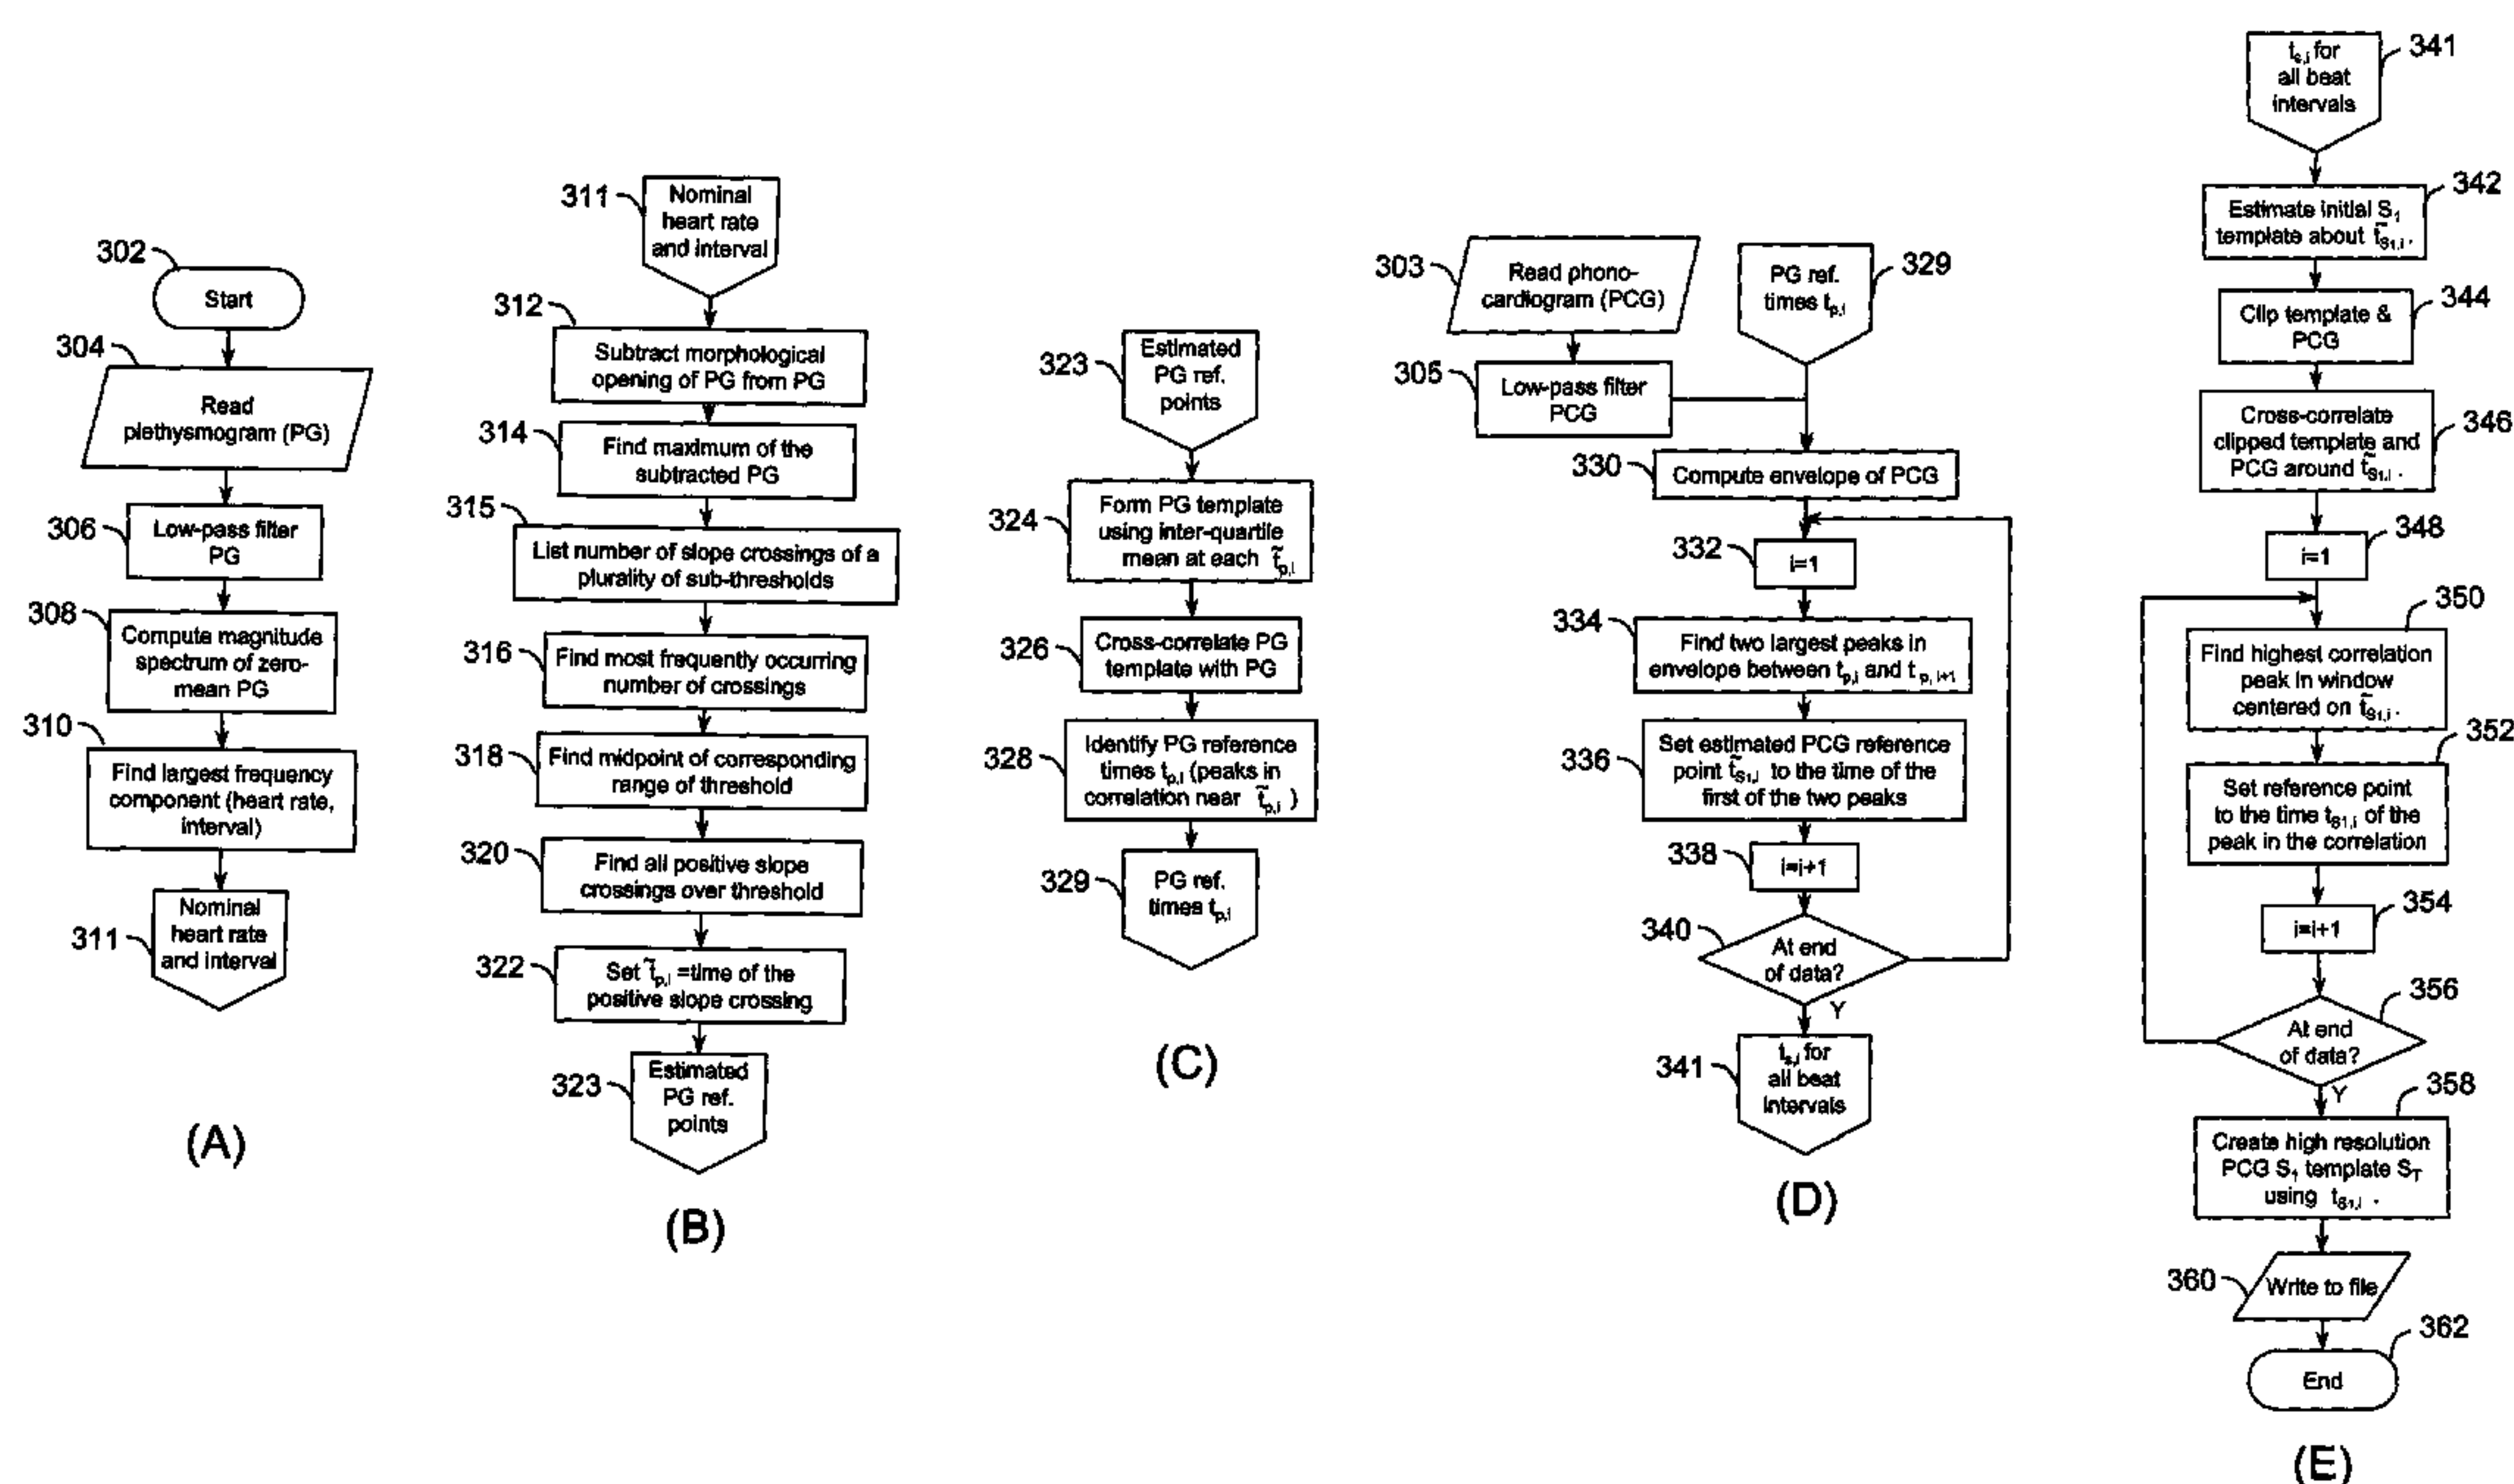 302
Start
304
Read
plethysmogram (PG)
306
Low-pass filter
PG
308
Compute magnitude
spectrum of zero-
mean PG
310
Find largest frequency
component (heart rate,
interval)
311
Nominal
heart rate
and interval
(A)
311
Nominal
heart rate
and interval
312
Subtract morphological
opening of PG from PG
314
Find maximum of the
subtracted PG
315
List number of slope crossings of a
plurality of sub-thresholds
316
Find most frequently occurring
number of crossings
318
Find midpoint of corresponding
range of threshold
320
Find all positive slope
crossings over threshold
322
Set t̃p,i =time of the
positive slope crossing
323
Estimated
PG ref.
points
(B)
323
Estimated
PG ref.
points
324
Form PG template
using inter-quartile
mean at each t̃p,i
326
Cross-correlate PG
template with PG
328
Identify PG reference
times tp,i (peaks in
correlation near t̃p,i )
329
PG ref.
times tp,i
(C)
303
Read phono-
cardiogram (PCG)
329
PG ref.
times tp,i
305
Low-pass filter
PCG
330
Compute envelope of PCG
332
i=1
334
Find two largest peaks in
envelope between tp,i and tp, i+1
336
Set estimated PCG reference
point t̃S1,i to the time of the
first of the two peaks
338
i=i+1
340
At end
of data?
Y
341
ts,i for
all beat
intervals
(D)
341
ts,i for
all beat
intervals
342
Estimate initial S1
template about t̃S1,i .
344
Clip template &
PCG
346
Cross-correlate
clipped template and
PCG around t̃S1,i .
348
i=1
350
Find highest correlation
peak in window
centered on t̃S1,i .
352
Set reference point
to the time tS1,i of the
peak in the correlation
354
i=i+1
356
At end
of data?
Y
358
Create high resolution
PCG S1 template ST
using tS1,i .
360
Write to file
362
End
(E)